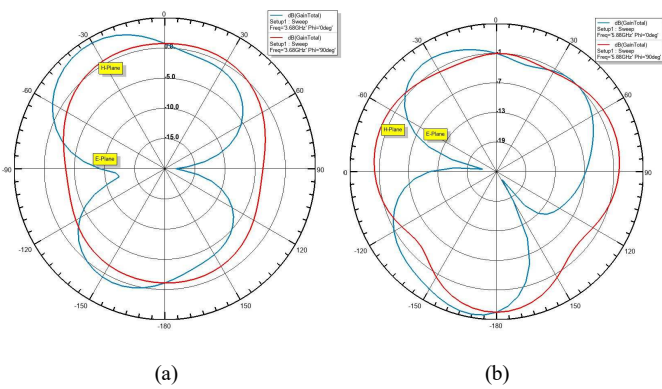 0
-30
30
-60
60
-90
90
-120
120
-150
150
-180
-5.0
-10.0
-15.0
H-Plane
E-Plane
dB(GainTotal)
Setup1 : Sweep
Freq='3.68GHz' Phi='0deg'
dB(GainTotal)
Setup1 : Sweep
Freq='3.68GHz' Phi='90deg'
(a)
0
-30
30
-60
60
90
-120
120
-150
150
-180
-7
-13
-19
H-Plane
E-Plane
dB(GainTotal)
Setup1 : Sweep
Freq='5.88GHz' Phi='0deg'
dB(GainTotal)
Setup1 : Sweep
Freq='5.88GHz' Phi='90deg'
(b)